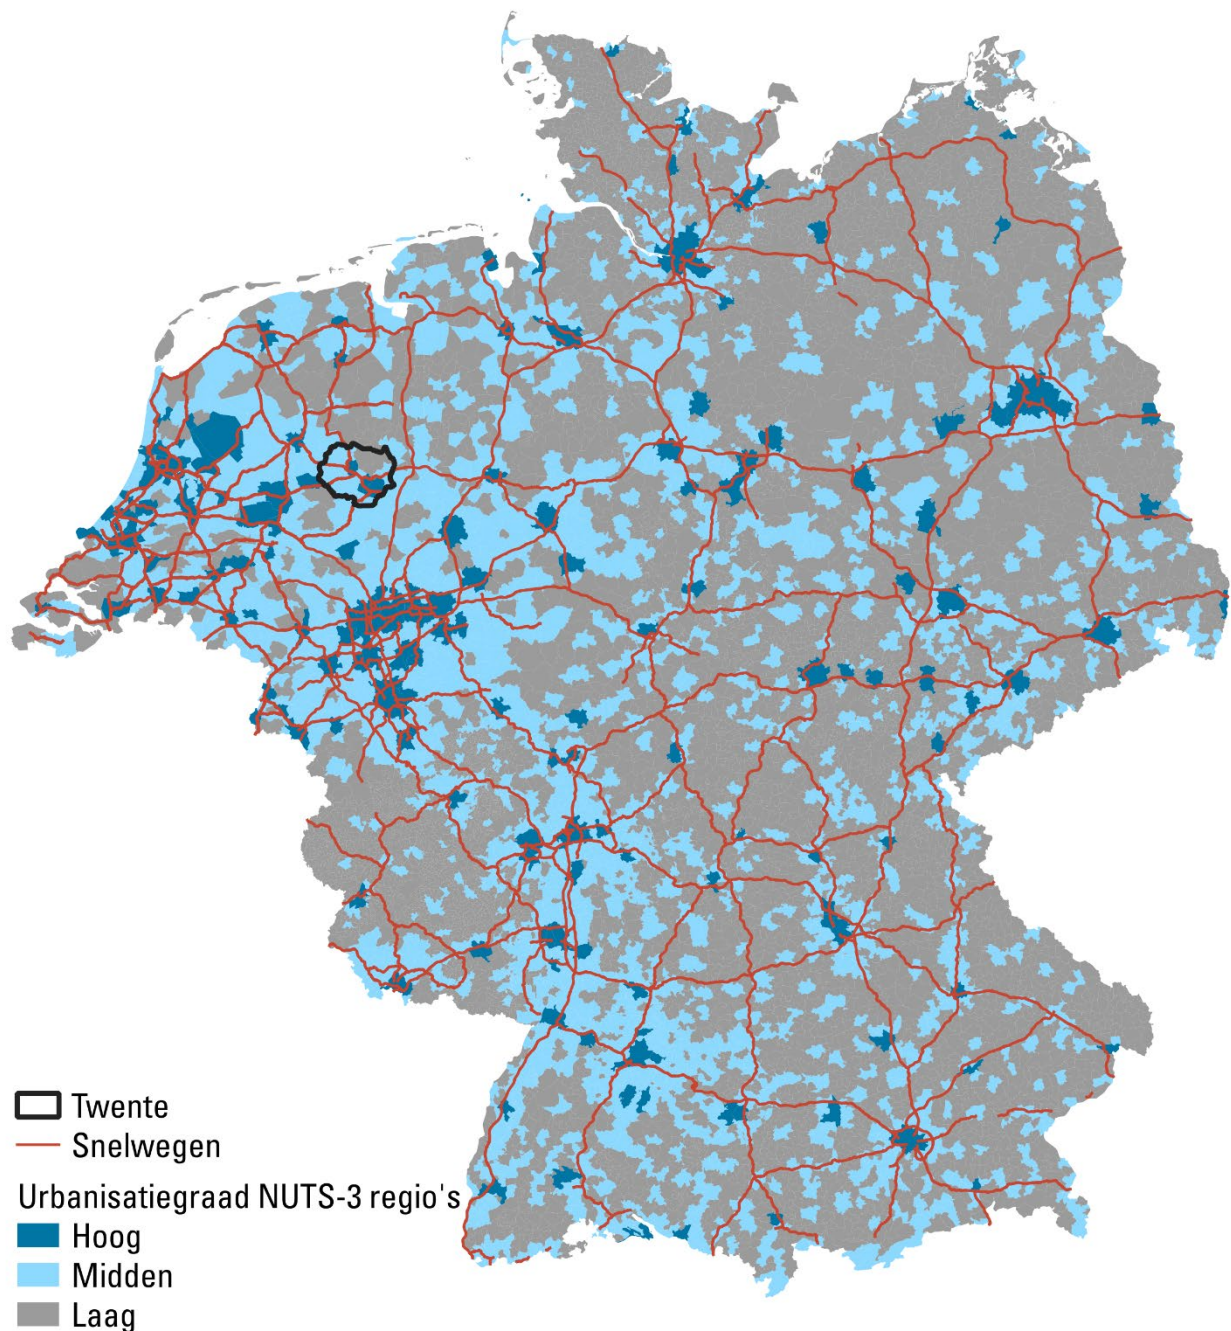 Twente
Snelwegen
Urbanisatiegraad NUTS-3 regio's
Hoog
Midden
Laag